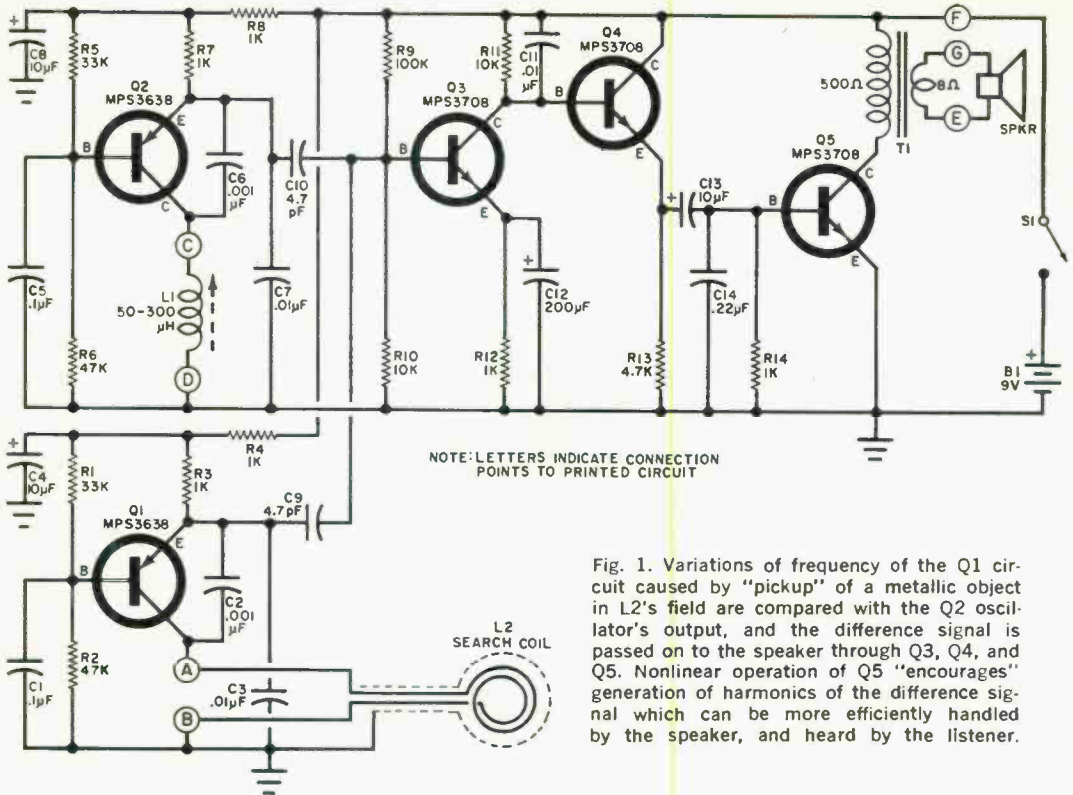 C8
10µF
R5
33K
R7
1K
R8
1K
Q2
MPS3638
B
E
C
C6
.001
µF
C10
4.7
pF
C5
.1µF
C
L1
50-300
µH
D
C7
.01µF
R6
47K
R9
100K
R11
10K
C11
.01
µF
Q3
MPS3708
B
C
E
Q4
MPS3708
B
C
E
C12
200µF
R10
10K
R12
1K
C13
10µF
R13
4.7K
C14
.22µF
R14
1K
Q5
MPS3708
B
C
E
500Ω
8Ω
T1
F
G
E
SPKR
S1
B1
9V
NOTE: LETTERS INDICATE CONNECTION
POINTS TO PRINTED CIRCUIT
C4
10µF
R1
33K
R3
1K
R4
1K
Q1
MPS3638
B
E
C9
4.7pF
C2
.001
µF
C1
.1µF
R2
47K
A
B
C3
.01µF
L2
SEARCH COIL
Fig. 1. Variations of frequency of the Q1 cir-
cuit caused by "pickup" of a metallic object
in L2's field are compared with the Q2 oscil-
lator's output, and the difference signal is
passed on to the speaker through Q3, Q4, and
Q5. Nonlinear operation of Q5 "encourages"
generation of harmonics of the difference sig-
nal which can be more efficiently handled
by the speaker, and heard by the listener.